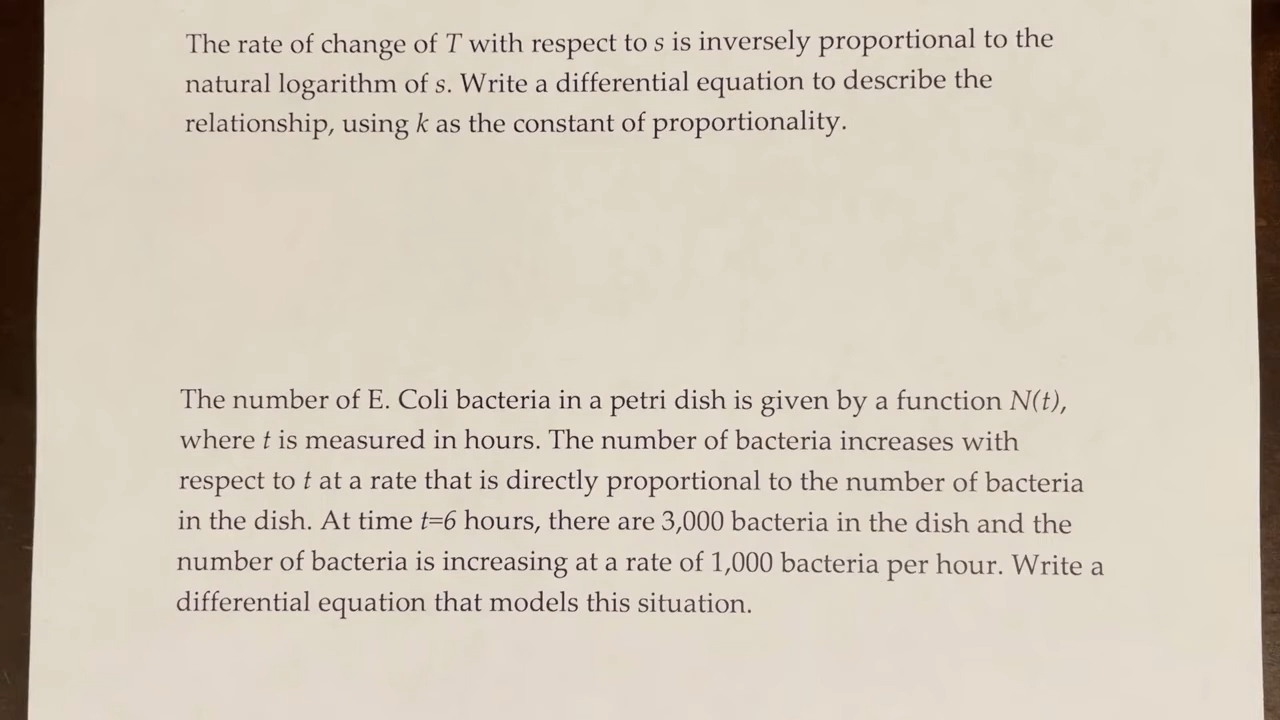 The rate of change of T with respect to s is inversely proportional to the
natural logarithm of s. Write a differential equation to describe the
relationship, using k as the constant of proportionality.
The number of E. Coli bacteria in a petri dish is given by a function N(t),
where t is measured in hours. The number of bacteria increases with
respect to t at a rate that is directly proportional to the number of bacteria
in the dish. At time t=6 hours, there are 3,000 bacteria in the dish and the
number of bacteria is increasing at a rate of 1,000 bacteria per hour. Write a
differential equation that models this situation.